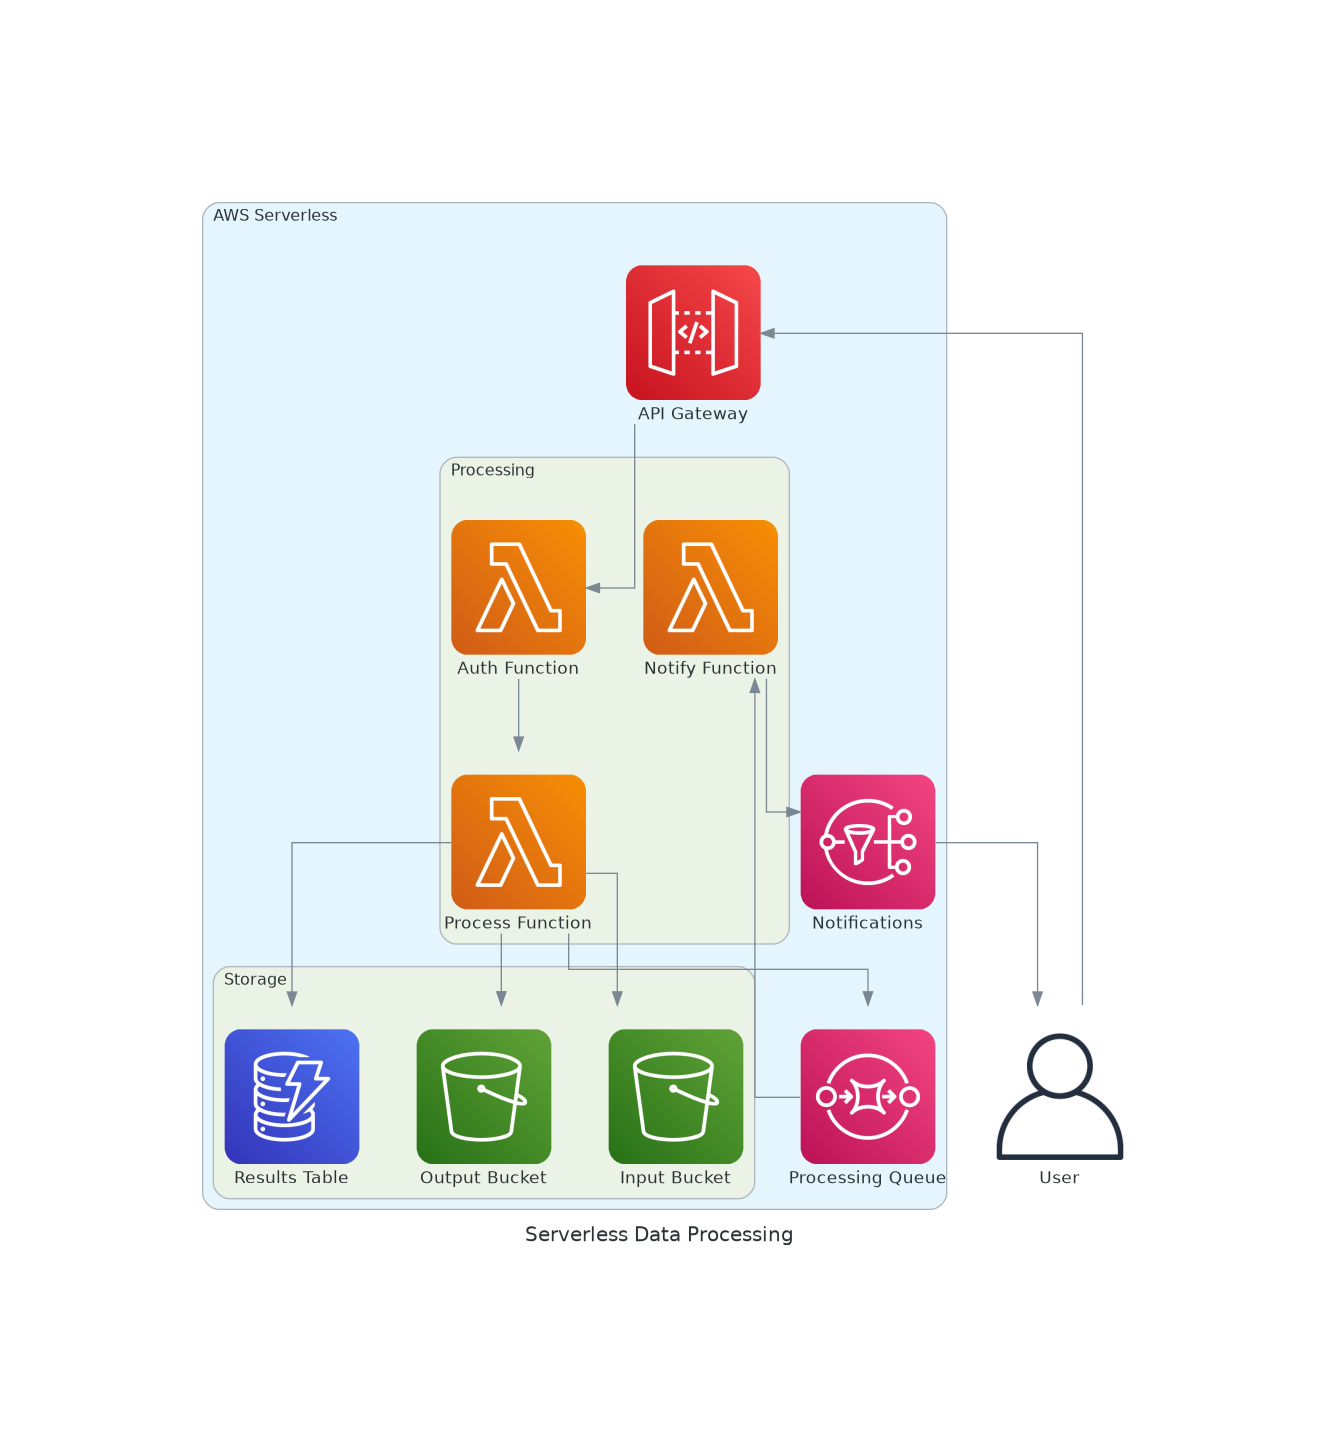 AWS Serverless
</>
API Gateway
Processing
Auth Function
Notify Function
Process Function
Notifications
Storage
Results Table
Output Bucket
Input Bucket
Processing Queue
User
Serverless Data Processing